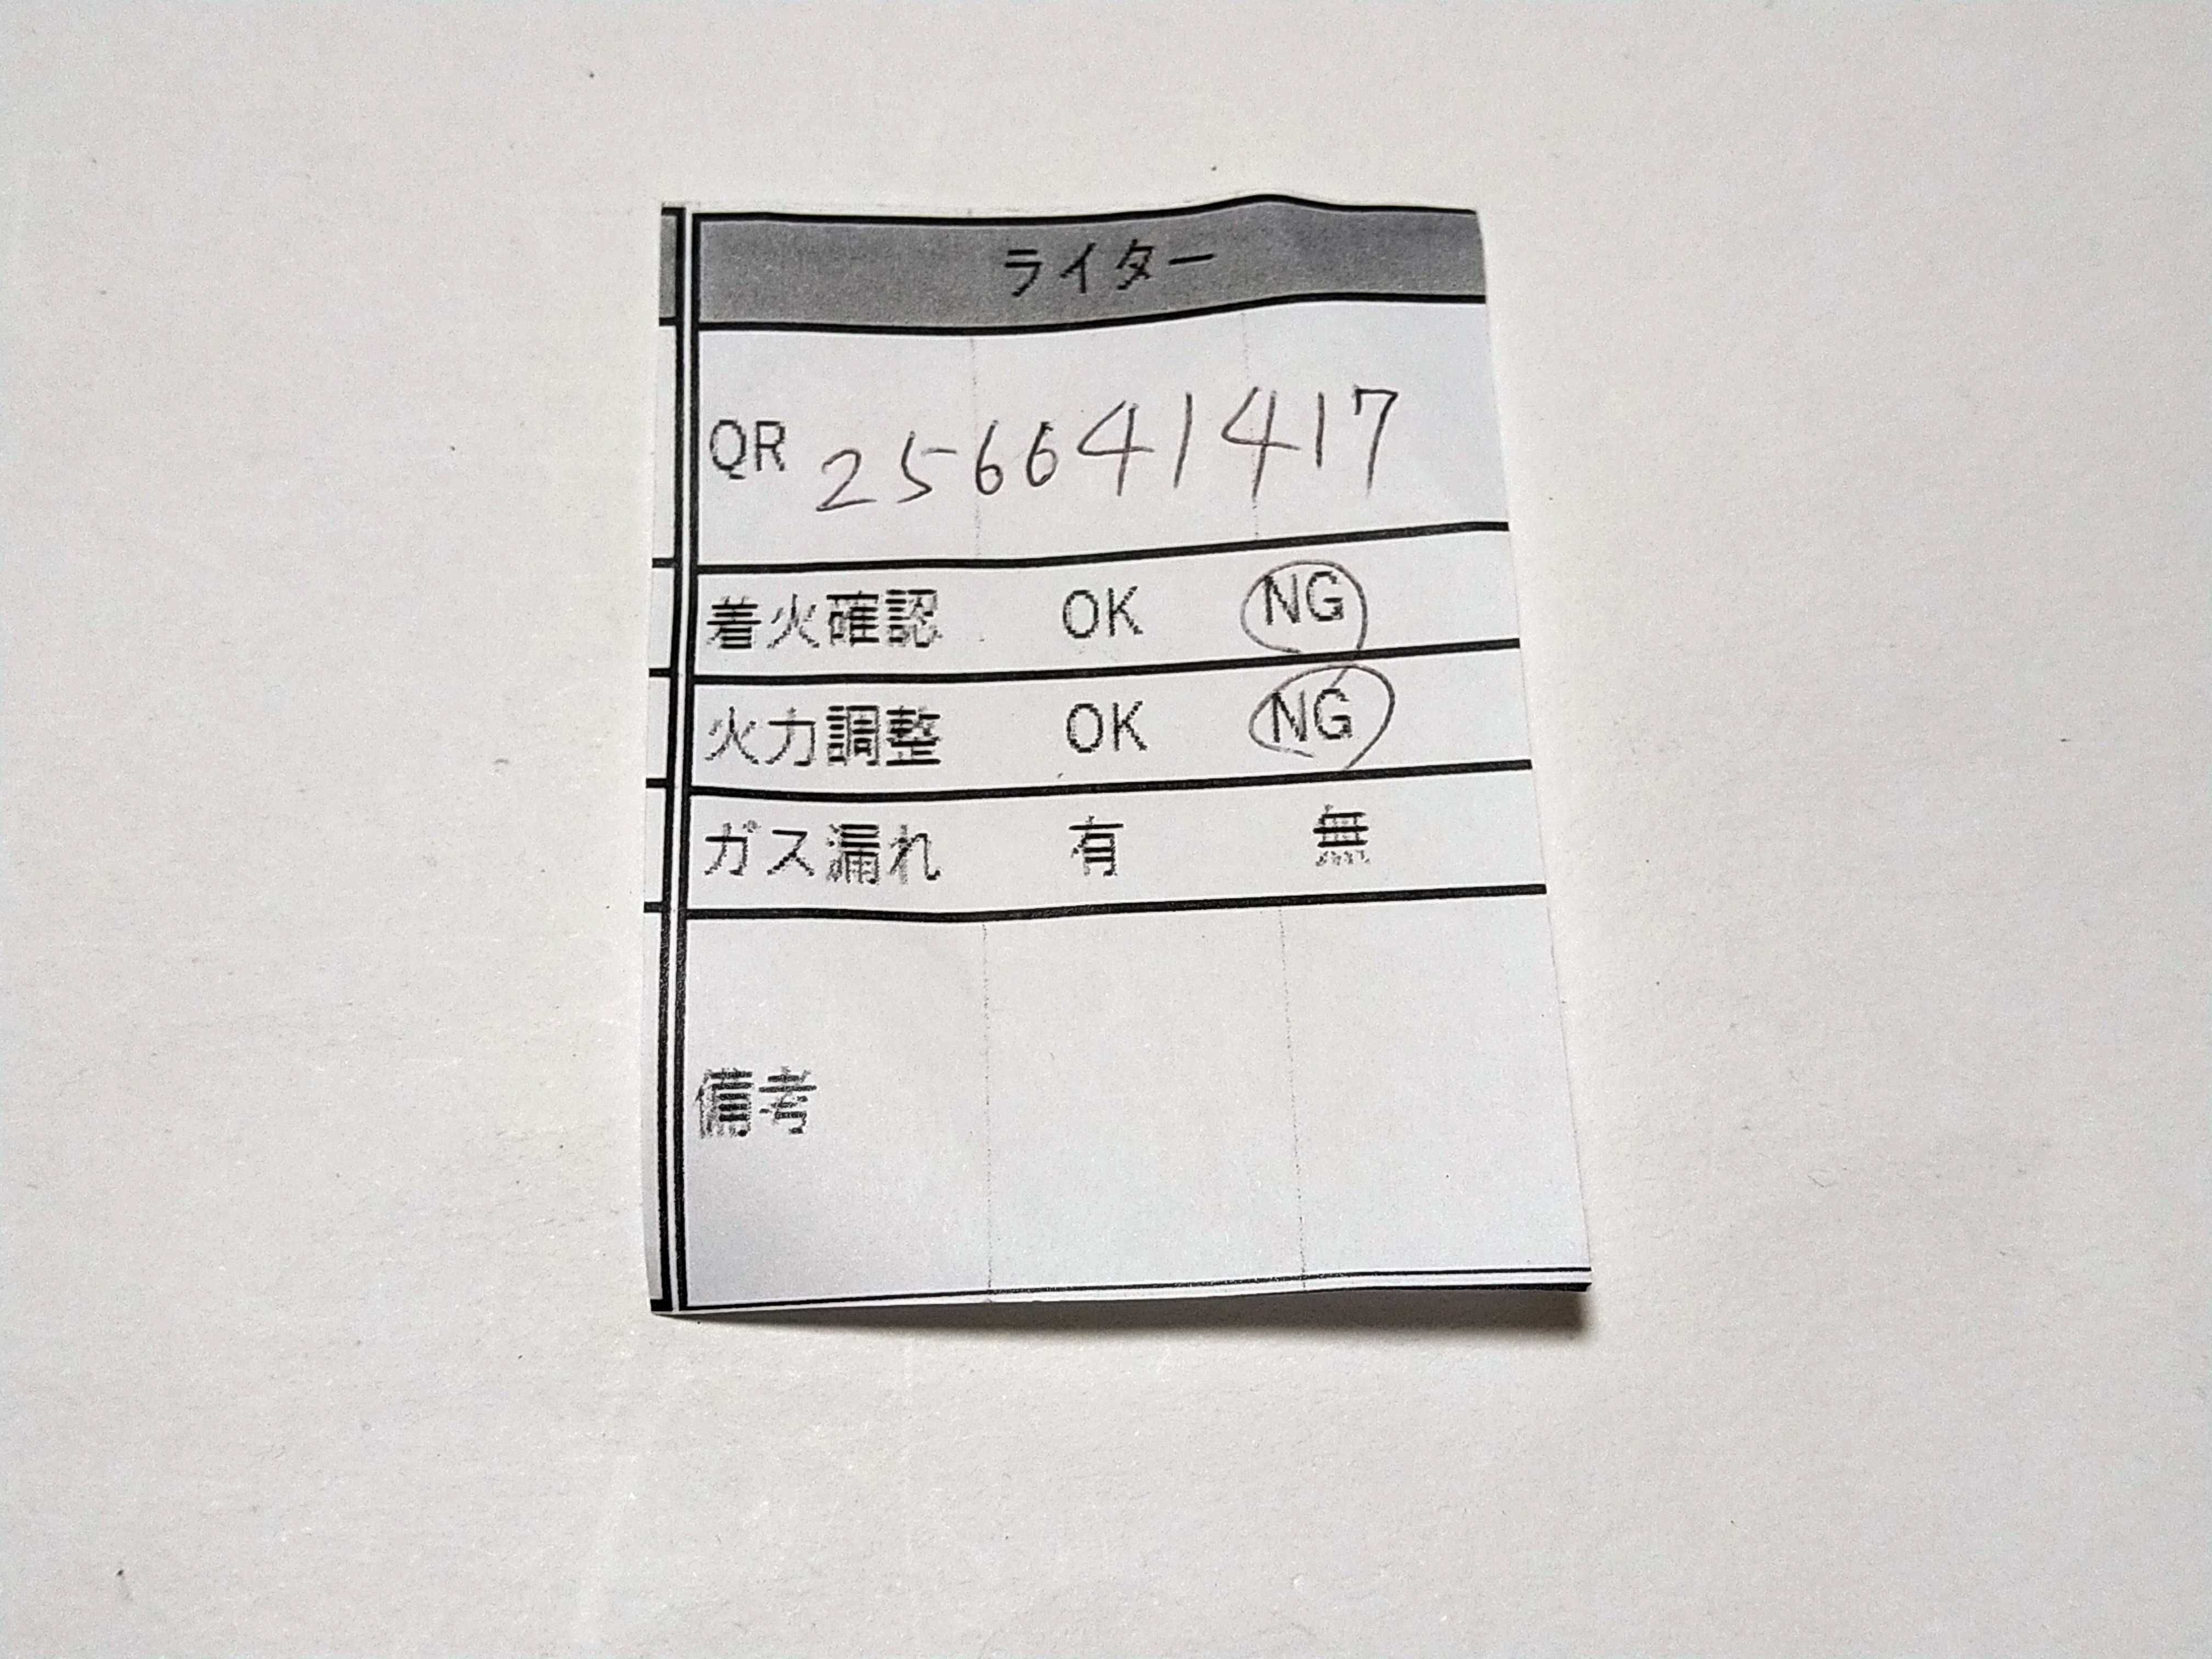 ライター
QR 256641417
着火確認 OK NG
火力調整 OK NG
ガス漏れ 有 無
備考